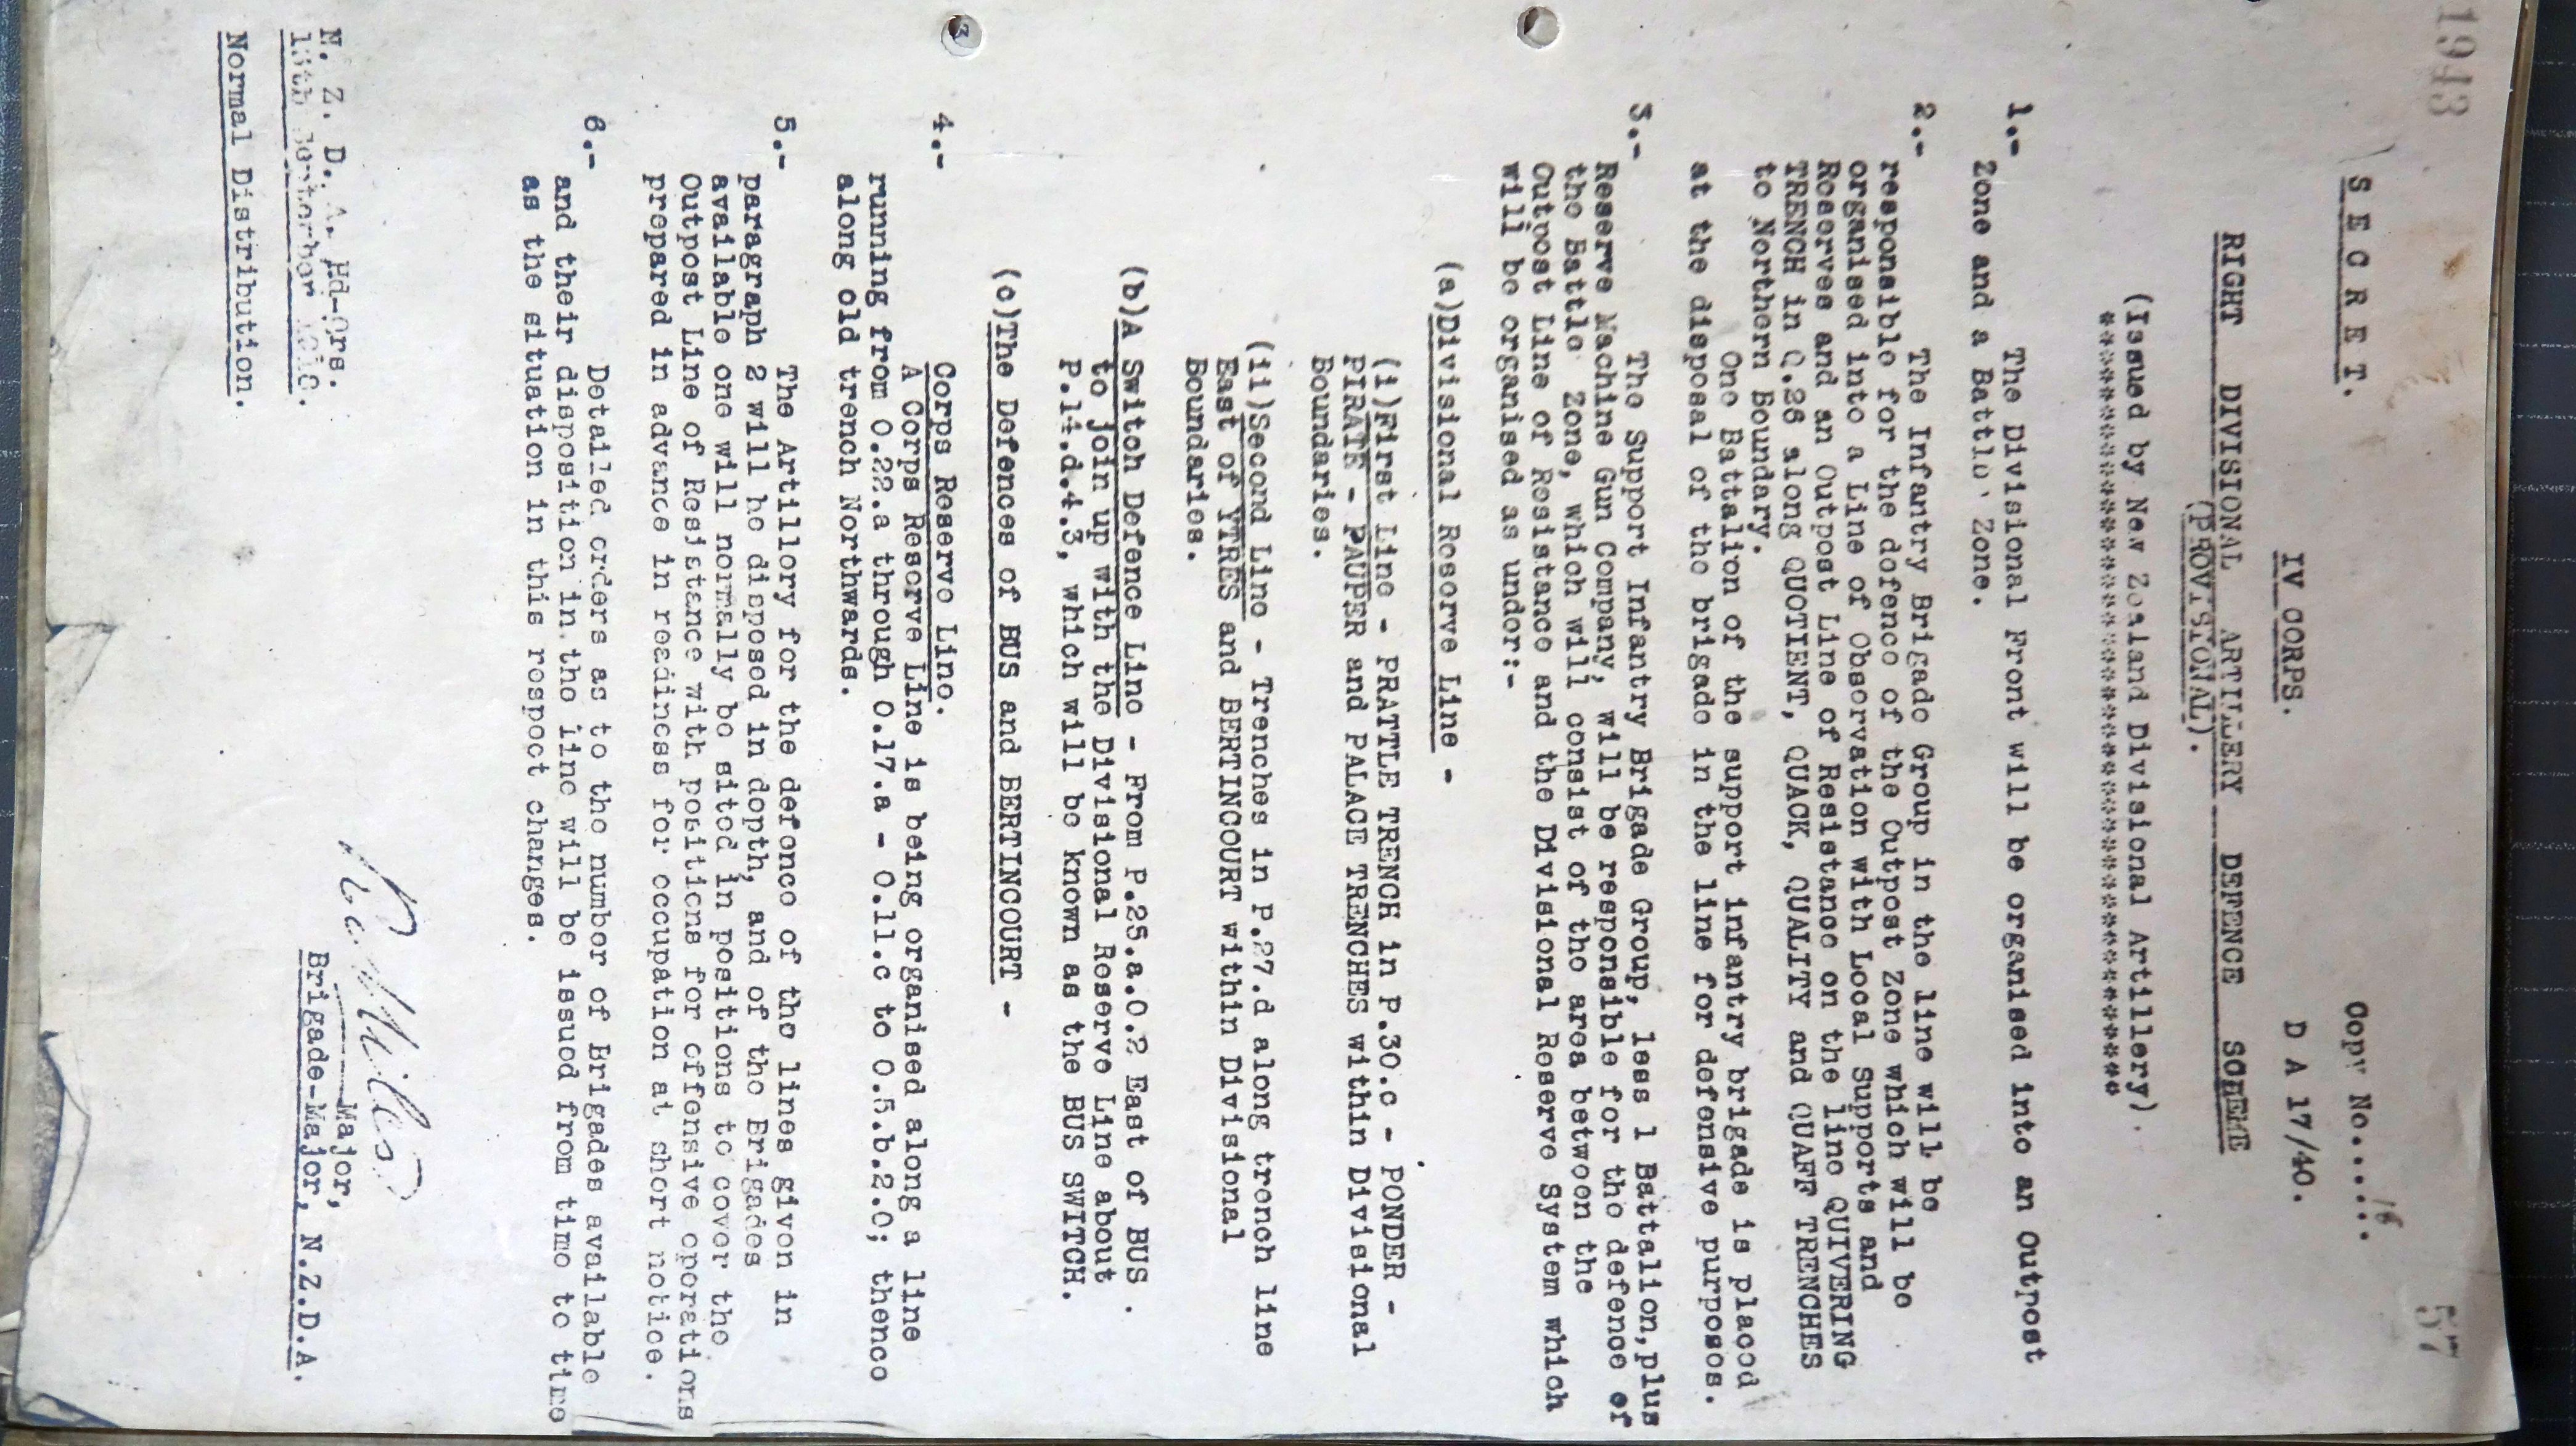 1943
57
S E C R E T.
Copy No.....16..
IV CORPS.
D A 17/40.
RIGHT DIVISIONAL ARTILLERY DEFENCE SCHEME
(PROVISIONAL).
(Issued by New Zealand Divisional Artillery).
1.- The Divisional Front will be organised into an Outpost
Zone and a Battle Zone.
2.- The Infantry Brigade Group in the line will be
responsible for the defence of the Outpost Zone which will be
organised into a Line of Observation with Local Supports and
Reserves and an Outpost Line of Resistance on the line QUIVERING
TRENCH in Q.26 along QUOTIENT, QUACK, QUALITY and QUAFF TRENCHES
to Northern Boundary.
One Battalion of the support infantry brigade is placed
at the disposal of the brigade in the line for defensive purposes.
3.- The Support Infantry Brigade Group, less 1 Battalion,plus
Reserve Machine Gun Company, will be responsible for the defence of
the Battle Zone, which will consist of the area between the
Outpost Line of Resistance and the Divisional Reserve System which
will be organised as under:-
(a)Divisional Reserve Line -
(i)First Line - PRATTLE TRENCH in P.30.c - PONDER -
PIRATE - PAUPER and PALACE TRENCHES within Divisional
Boundaries.
(ii)Second Line - Trenches in P.27.d along trench line
East of YTRES and BERTINCOURT within Divisional
Boundaries.
(b)A Switch Defence Line - From P.25.a.0.2 East of BUS .
to join up with the Divisional Reserve Line about
P.14.d.4.3, which will be known as the BUS SWITCH.
(c)The Defences of BUS and BERTINCOURT -
4.- Corps Reserve Line.
A Corps Reserve Line is being organised along a line
running from O.22.a through O.17.a - O.11.c to O.5.b.2.0; thence
along old trench Northwards.
5.- The Artillery for the defence of the lines given in
paragraph 2 will be disposed in depth, and of the Brigades
available one will normally be sited in positions to cover the
Outpost Line of Resistance with positions for offensive operations
prepared in advance in readiness for occupation at short notice.
6.- Detailed orders as to the number of Brigades available
and their disposition in the line will be issued from time to time
as the situation in this respect changes.
Major,
Brigade-Major, N.Z.D.A.
N. Z. D. A. Hd-Qrs.
Normal Distribution.